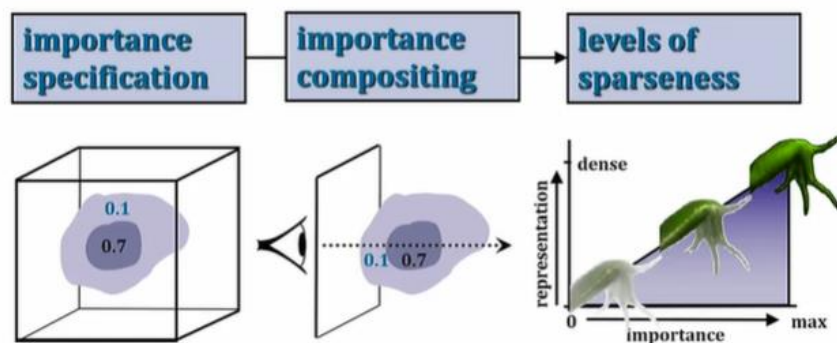 importance
specification
importance
compositing
levels of
sparseness
0.1
0.7
0.1
0.7
dense
representation
0
max
importance